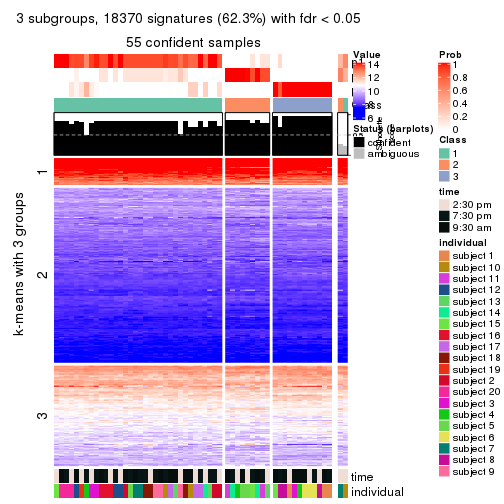 3 subgroups, 18370 signatures (62.3%) with fdr < 0.05
55 confident samples
k-means with 3 groups
1
2
3
time
individual
Value
14
12
10
8
6
Status (barplots)
confident
ambiguous
Prob
1
0.8
0.6
0.4
0.2
0
Class
1
2
3
time
2:30 pm
7:30 pm
9:30 am
individual
subject 1
subject 10
subject 11
subject 12
subject 13
subject 14
subject 15
subject 16
subject 17
subject 18
subject 19
subject 2
subject 20
subject 3
subject 4
subject 5
subject 6
subject 7
subject 8
subject 9